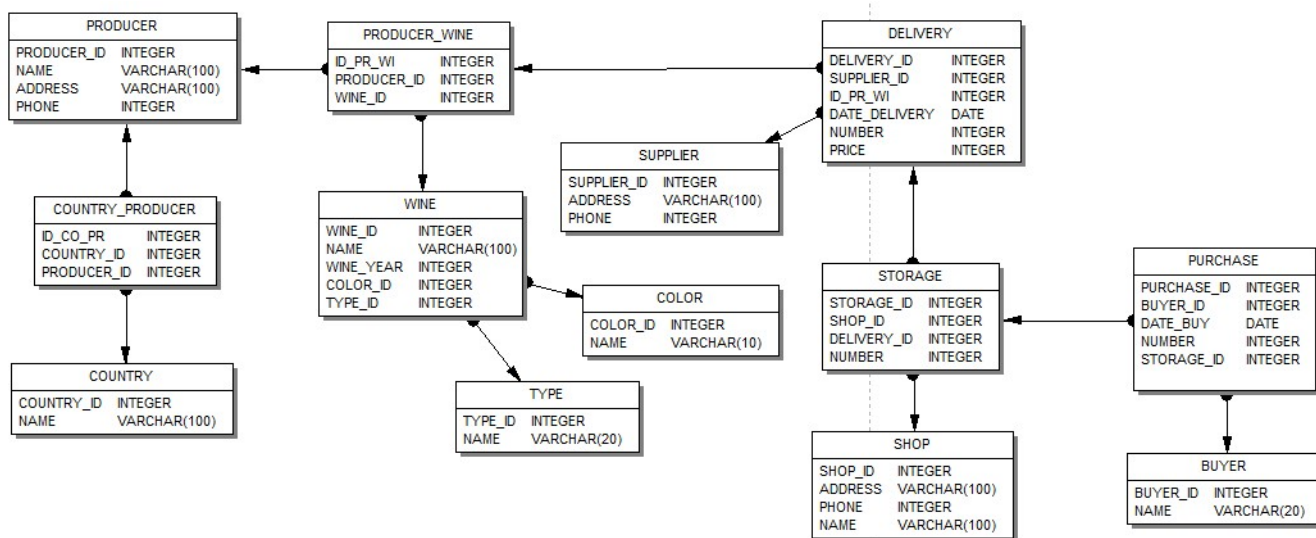 PRODUCER
PRODUCER_ID INTEGER
NAME VARCHAR(100)
ADDRESS VARCHAR(100)
PHONE INTEGER
PRODUCER_WINE
ID_PR_WI INTEGER
PRODUCER_ID INTEGER
WINE_ID INTEGER
DELIVERY
DELIVERY_ID INTEGER
SUPPLIER_ID INTEGER
ID_PR_WI INTEGER
DATE_DELIVERY DATE
NUMBER INTEGER
PRICE INTEGER
SUPPLIER
SUPPLIER_ID INTEGER
ADDRESS VARCHAR(100)
PHONE INTEGER
COUNTRY_PRODUCER
ID_CO_PR INTEGER
COUNTRY_ID INTEGER
PRODUCER_ID INTEGER
WINE
WINE_ID INTEGER
NAME VARCHAR(100)
WINE_YEAR INTEGER
COLOR_ID INTEGER
TYPE_ID INTEGER
STORAGE
STORAGE_ID INTEGER
SHOP_ID INTEGER
DELIVERY_ID INTEGER
NUMBER INTEGER
PURCHASE
PURCHASE_ID INTEGER
BUYER_ID INTEGER
DATE_BUY DATE
NUMBER INTEGER
STORAGE_ID INTEGER
COLOR
COLOR_ID INTEGER
NAME VARCHAR(10)
COUNTRY
COUNTRY_ID INTEGER
NAME VARCHAR(100)
TYPE
TYPE_ID INTEGER
NAME VARCHAR(20)
SHOP
SHOP_ID INTEGER
ADDRESS VARCHAR(100)
PHONE INTEGER
NAME VARCHAR(100)
BUYER
BUYER_ID INTEGER
NAME VARCHAR(20)